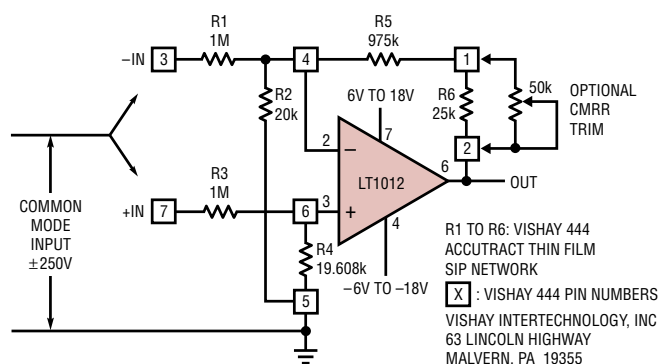 R1
1M
R5
975k
–IN
3
4
1
R2
20k
6V TO 18V
R6
25k
50k
OPTIONAL
CMRR
TRIM
2
7
2
–
LT1012
6
OUT
R3
1M
COMMON
MODE
INPUT
±250V
+IN
7
6
3
+
4
R4
19.608k
–6V TO –18V
5
R1 TO R6: VISHAY 444
ACCUTRACT THIN FILM
SIP NETWORK
X : VISHAY 444 PIN NUMBERS
VISHAY INTERTECHNOLOGY, INC
63 LINCOLN HIGHWAY
MALVERN, PA 19355